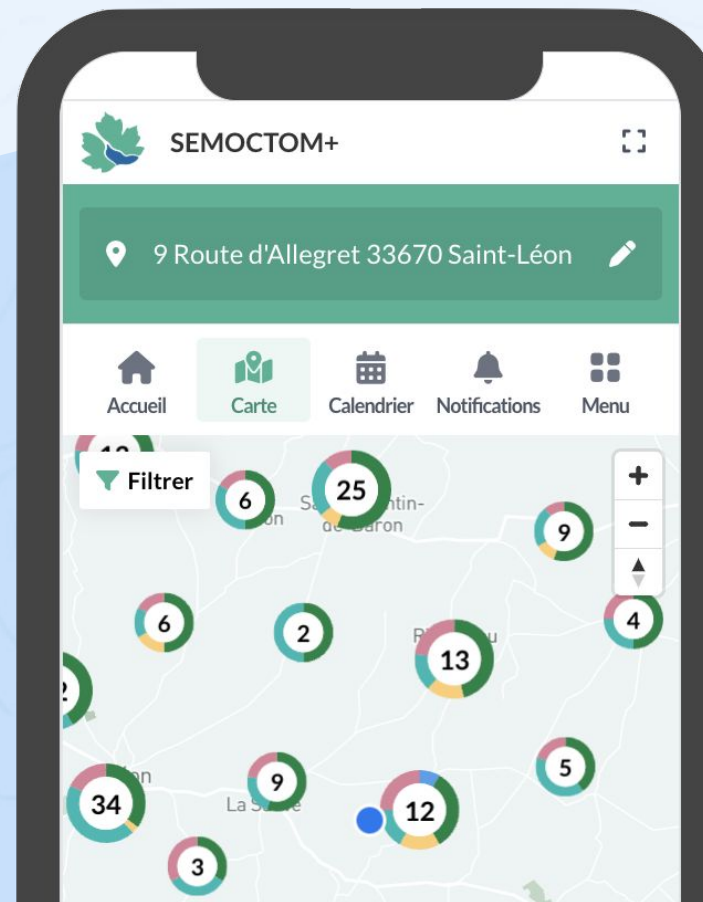 SEMOCTOM+
9 Route d'Allegret 33670 Saint-Léon
Accueil
Carte
Calendrier
Notifications
Menu
Filtrer
6
25
9
6
2
13
4
34
9
La
12
5
3